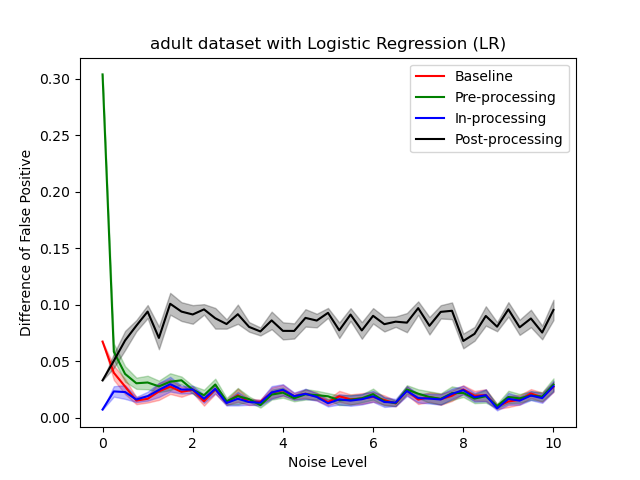 adult dataset with Logistic Regression (LR)
Baseline
Pre-processing
In-processing
Post-processing
Difference of False Positive
0.30
0.25
0.20
0.15
0.10
0.05
0.00
0 2 4 6 8 10
Noise Level